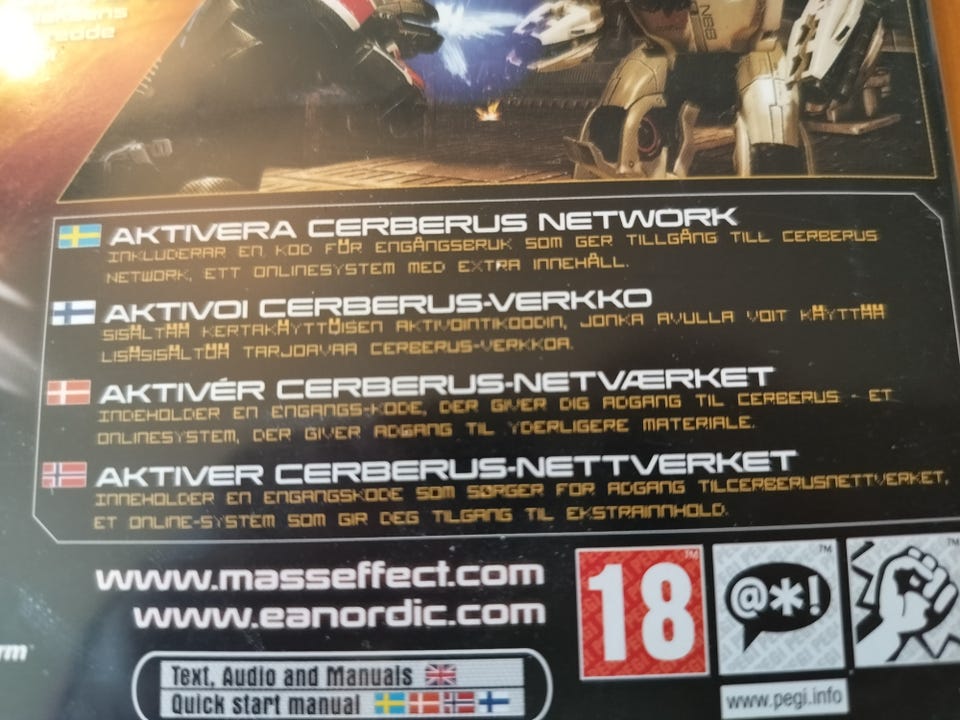 redde
N88
AKTIVERA CERBERUS NETWORK
INKLUDERAR EN KOD FÖR ENGÅNGSBRUK SOM GER TILLGÅNG TILL CERBERUS
NETWORK, ETT ONLINESYSTEM MED EXTRA INNEHÅLL.
AKTIVOI CERBERUS-VERKKO
SISÄLTÄÄ KERTAKÄYTTÖISEN AKTIVOINTIKOODIN, JONKA AVULLA VOIT KÄYTTÄÄ
LISÄSISÄLTÖÄ TARJOAVAA CERBERUS-VERKKOA.
AKTIVÉR CERBERUS-NETVÆRKET
INDEHOLDER EN ENGANGS-KODE, DER GIVER DIG ADGANG TIL CERBERUS - ET
ONLINESYSTEM, DER GIVER ADGANG TIL YDERLIGERE MATERIALE.
AKTIVER CERBERUS-NETTVERKET
INNEHOLDER EN ENGANGSKODE SOM SØRGER FOR ADGANG TILCERBERUSNETTVERKET,
ET ONLINE-SYSTEM SOM GIR DEG TILGANG TIL EKSTRAINNHOLD.
www.masseffect.com
www.eanordic.com
18
@*!
www.pegi.info
Text, Audio and Manuals
Quick start manual